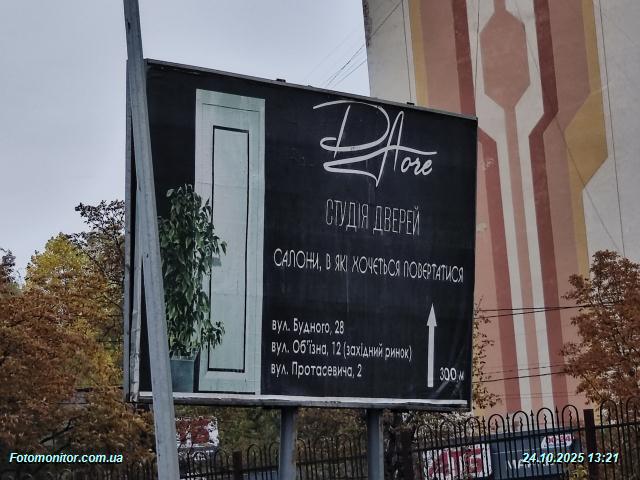 DAore
СТУДІЯ ДВЕРЕЙ
САЛОНИ, В ЯКІ ХОЧЕТЬСЯ ПОВЕРТАТИСЯ
вул. Будного, 28
вул. Об'їзна, 12 (західний ринок)
вул. Протасевича, 2
300 м
Fotomonitor.com.ua
24.10.2025 13:21